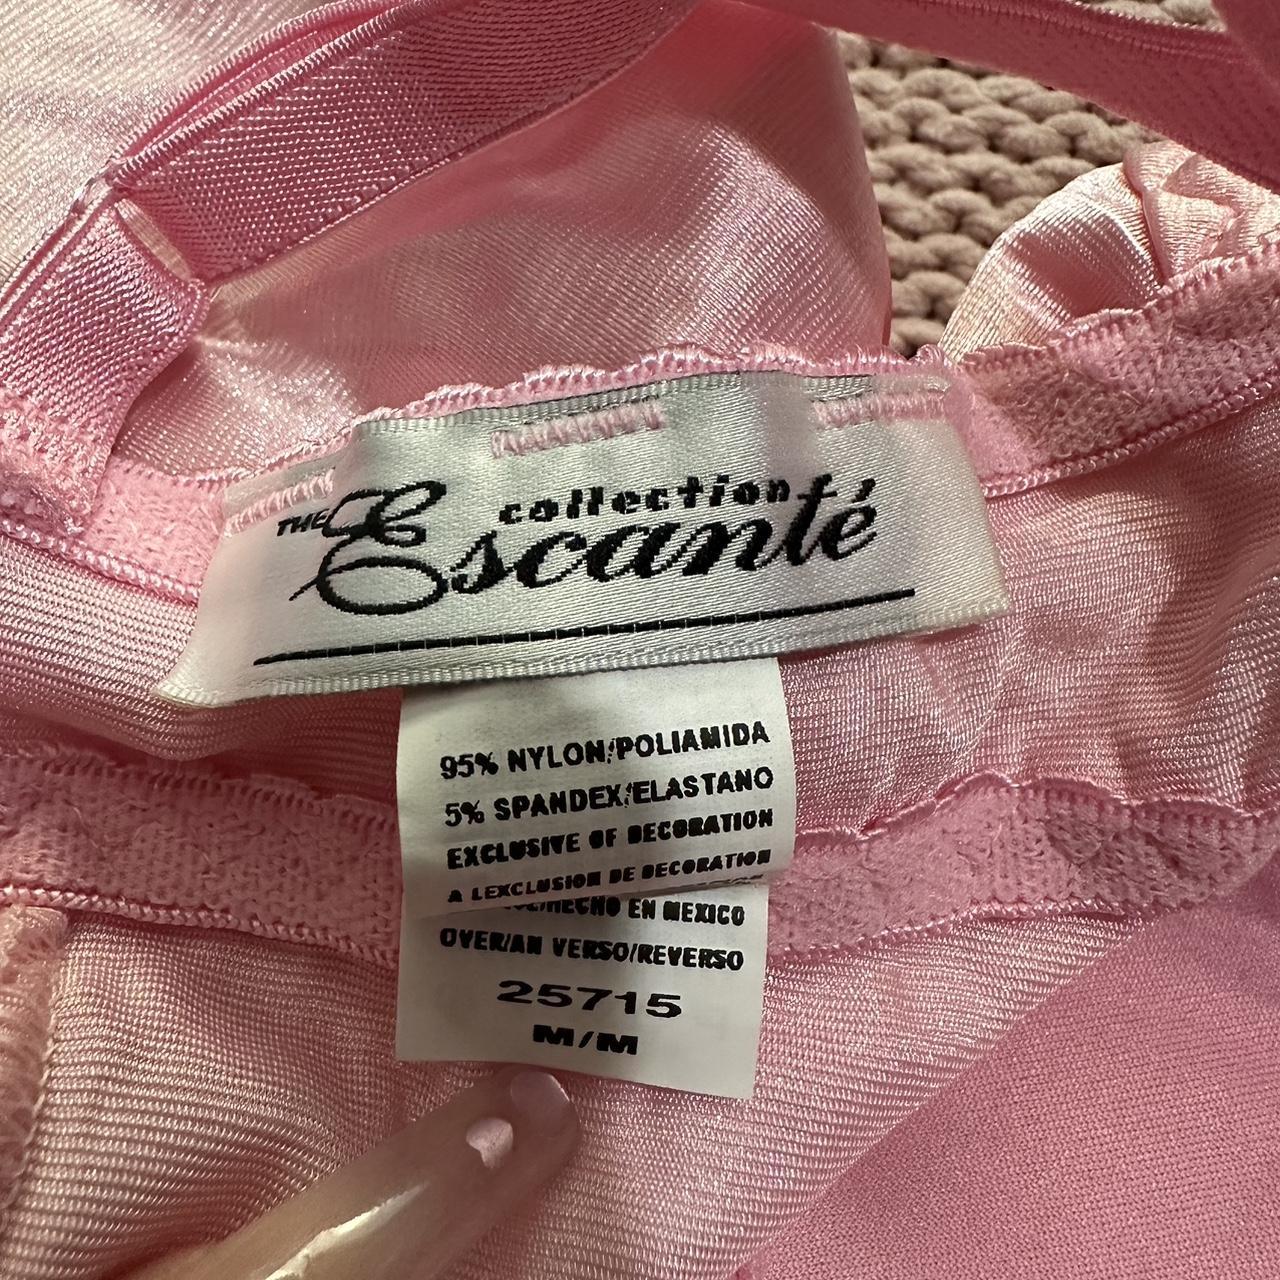 THE Escanté collection
95% NYLON/POLIAMIDA
5% SPANDEX/ELASTANO
EXCLUSIVE OF DECORATION
A LEXCLUSION DE DECORATION
HECHO EN MEXICO
OVER/AN VERSO/REVERSO
25715
M/M